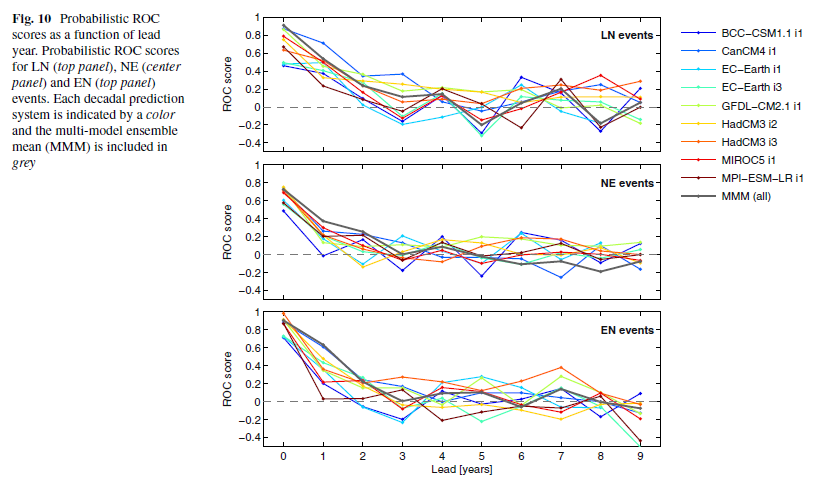 Fig. 10 Probabilistic ROC
scores as a function of lead
year. Probabilistic ROC scores
for LN (top panel), NE (center
panel) and EN (top panel)
events. Each decadal prediction
system is indicated by a color
and the multi-model ensemble
mean (MMM) is included in
grey
LN events
ROC score
1
0.8
0.6
0.4
0.2
0
−0.2
−0.4
NE events
ROC score
1
0.8
0.6
0.4
0.2
0
−0.2
−0.4
EN events
ROC score
1
0.8
0.6
0.4
0.2
0
−0.2
−0.4
0 1 2 3 4 5 6 7 8 9
Lead [years]
BCC−CSM1.1 i1
CanCM4 i1
EC−Earth i1
EC−Earth i3
GFDL−CM2.1 i1
HadCM3 i2
HadCM3 i3
MIROC5 i1
MPI−ESM−LR i1
MMM (all)